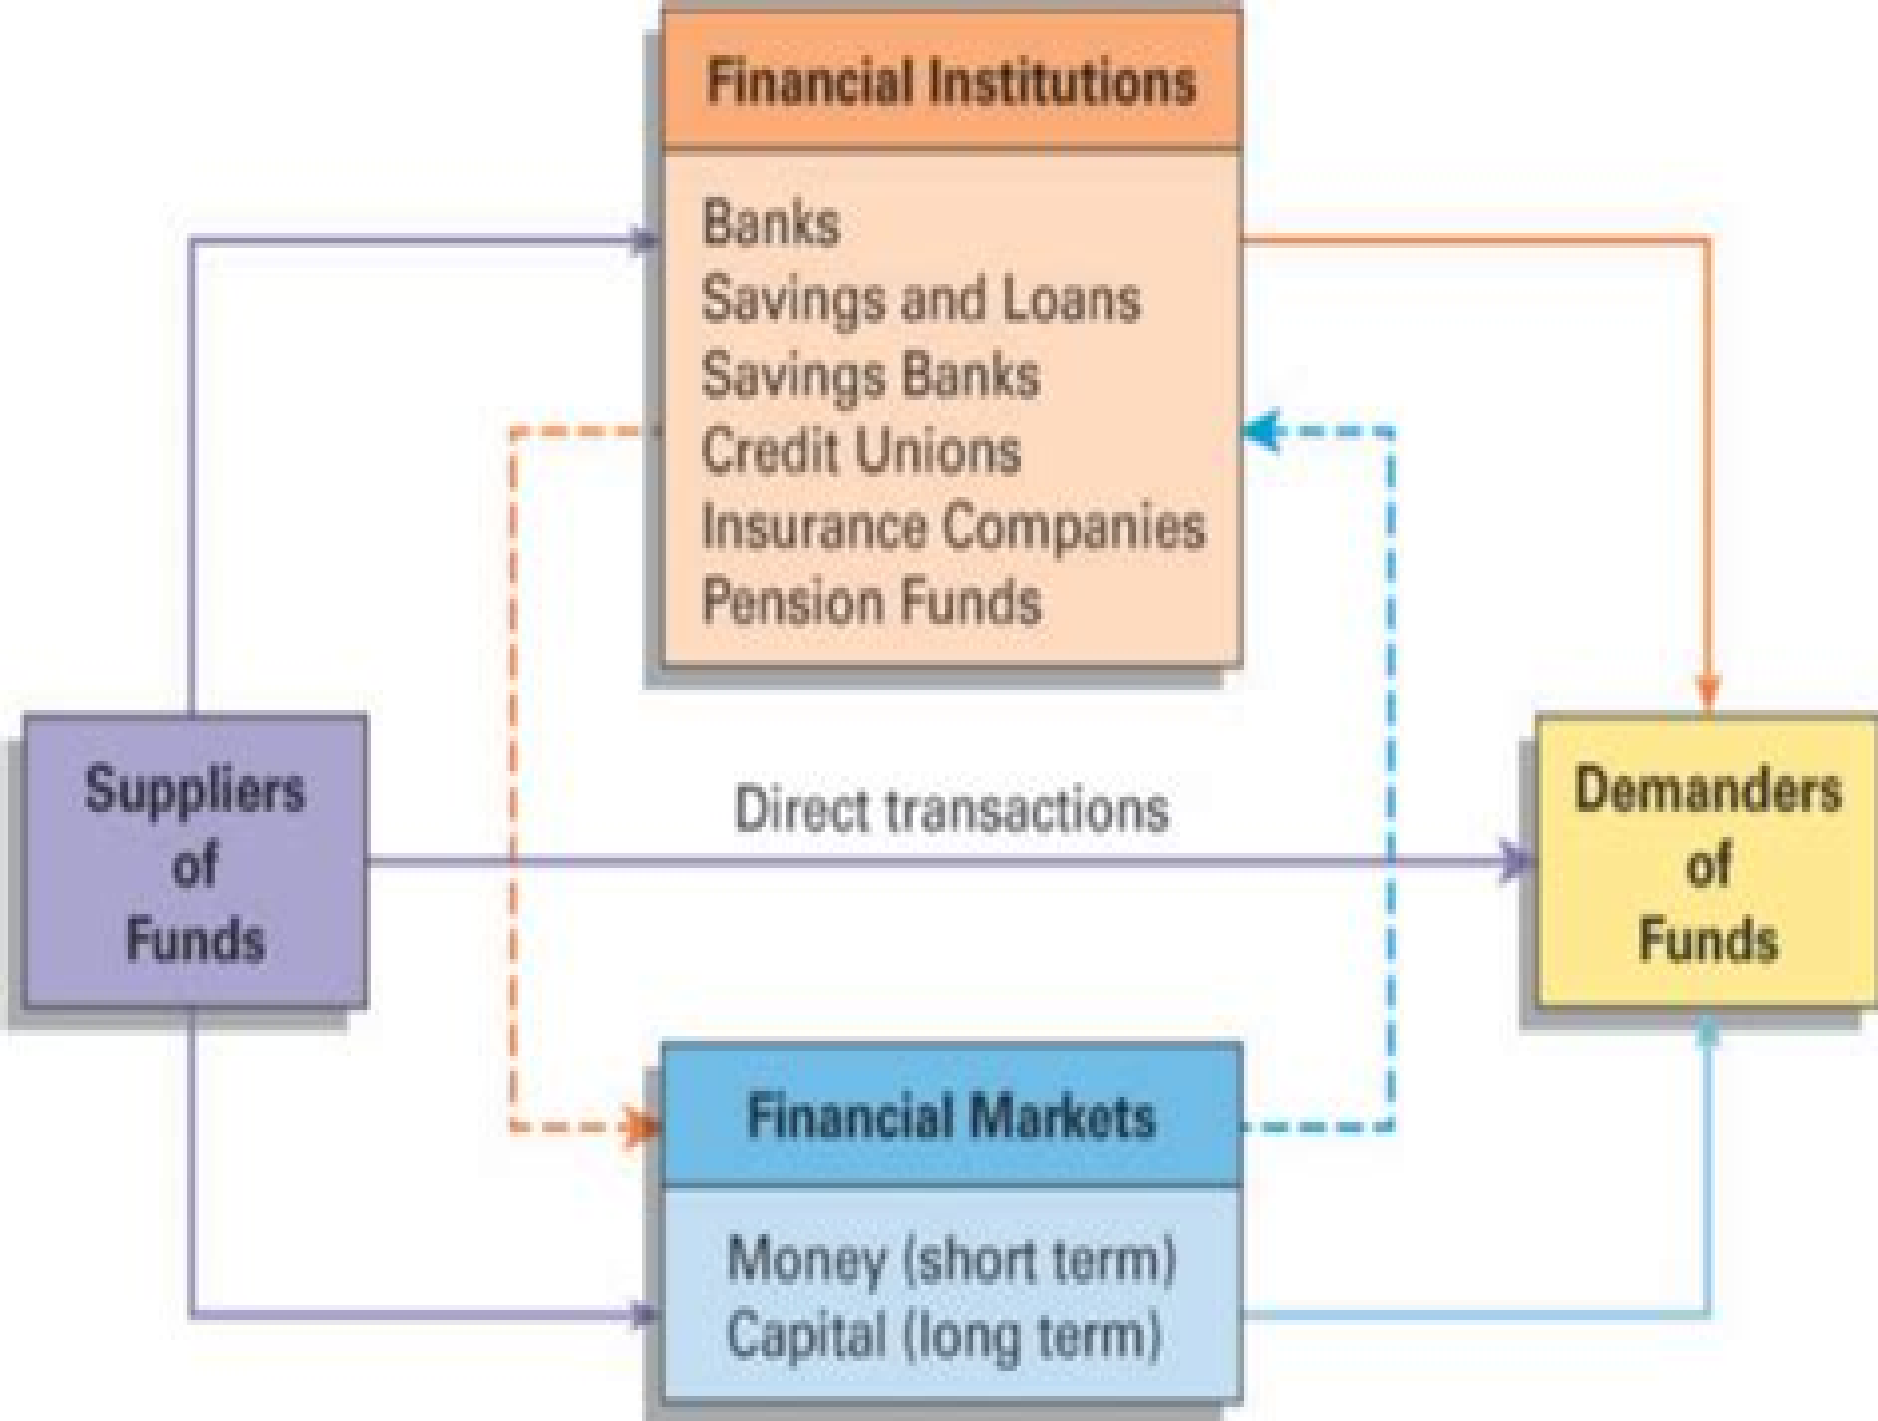 Financial Institutions
Banks
Savings and Loans
Savings Banks
Credit Unions
Insurance Companies
Pension Funds
Suppliers
of
Funds
Direct transactions
Demanders
of
Funds
Financial Markets
Money (short term)
Capital (long term)